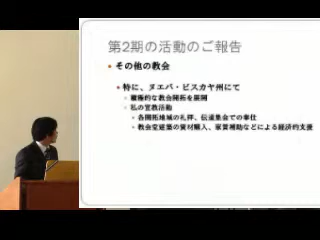 第2期の活動のご報告
その他の教会
特に、ヌエバ・ビスカヤ州にて
積極的な教会開拓を展開
私の宣教活動
各開拓地域の礼拝、伝道集会での奉仕
教会堂建築の資材購入、家賃補助などによる経済的支援